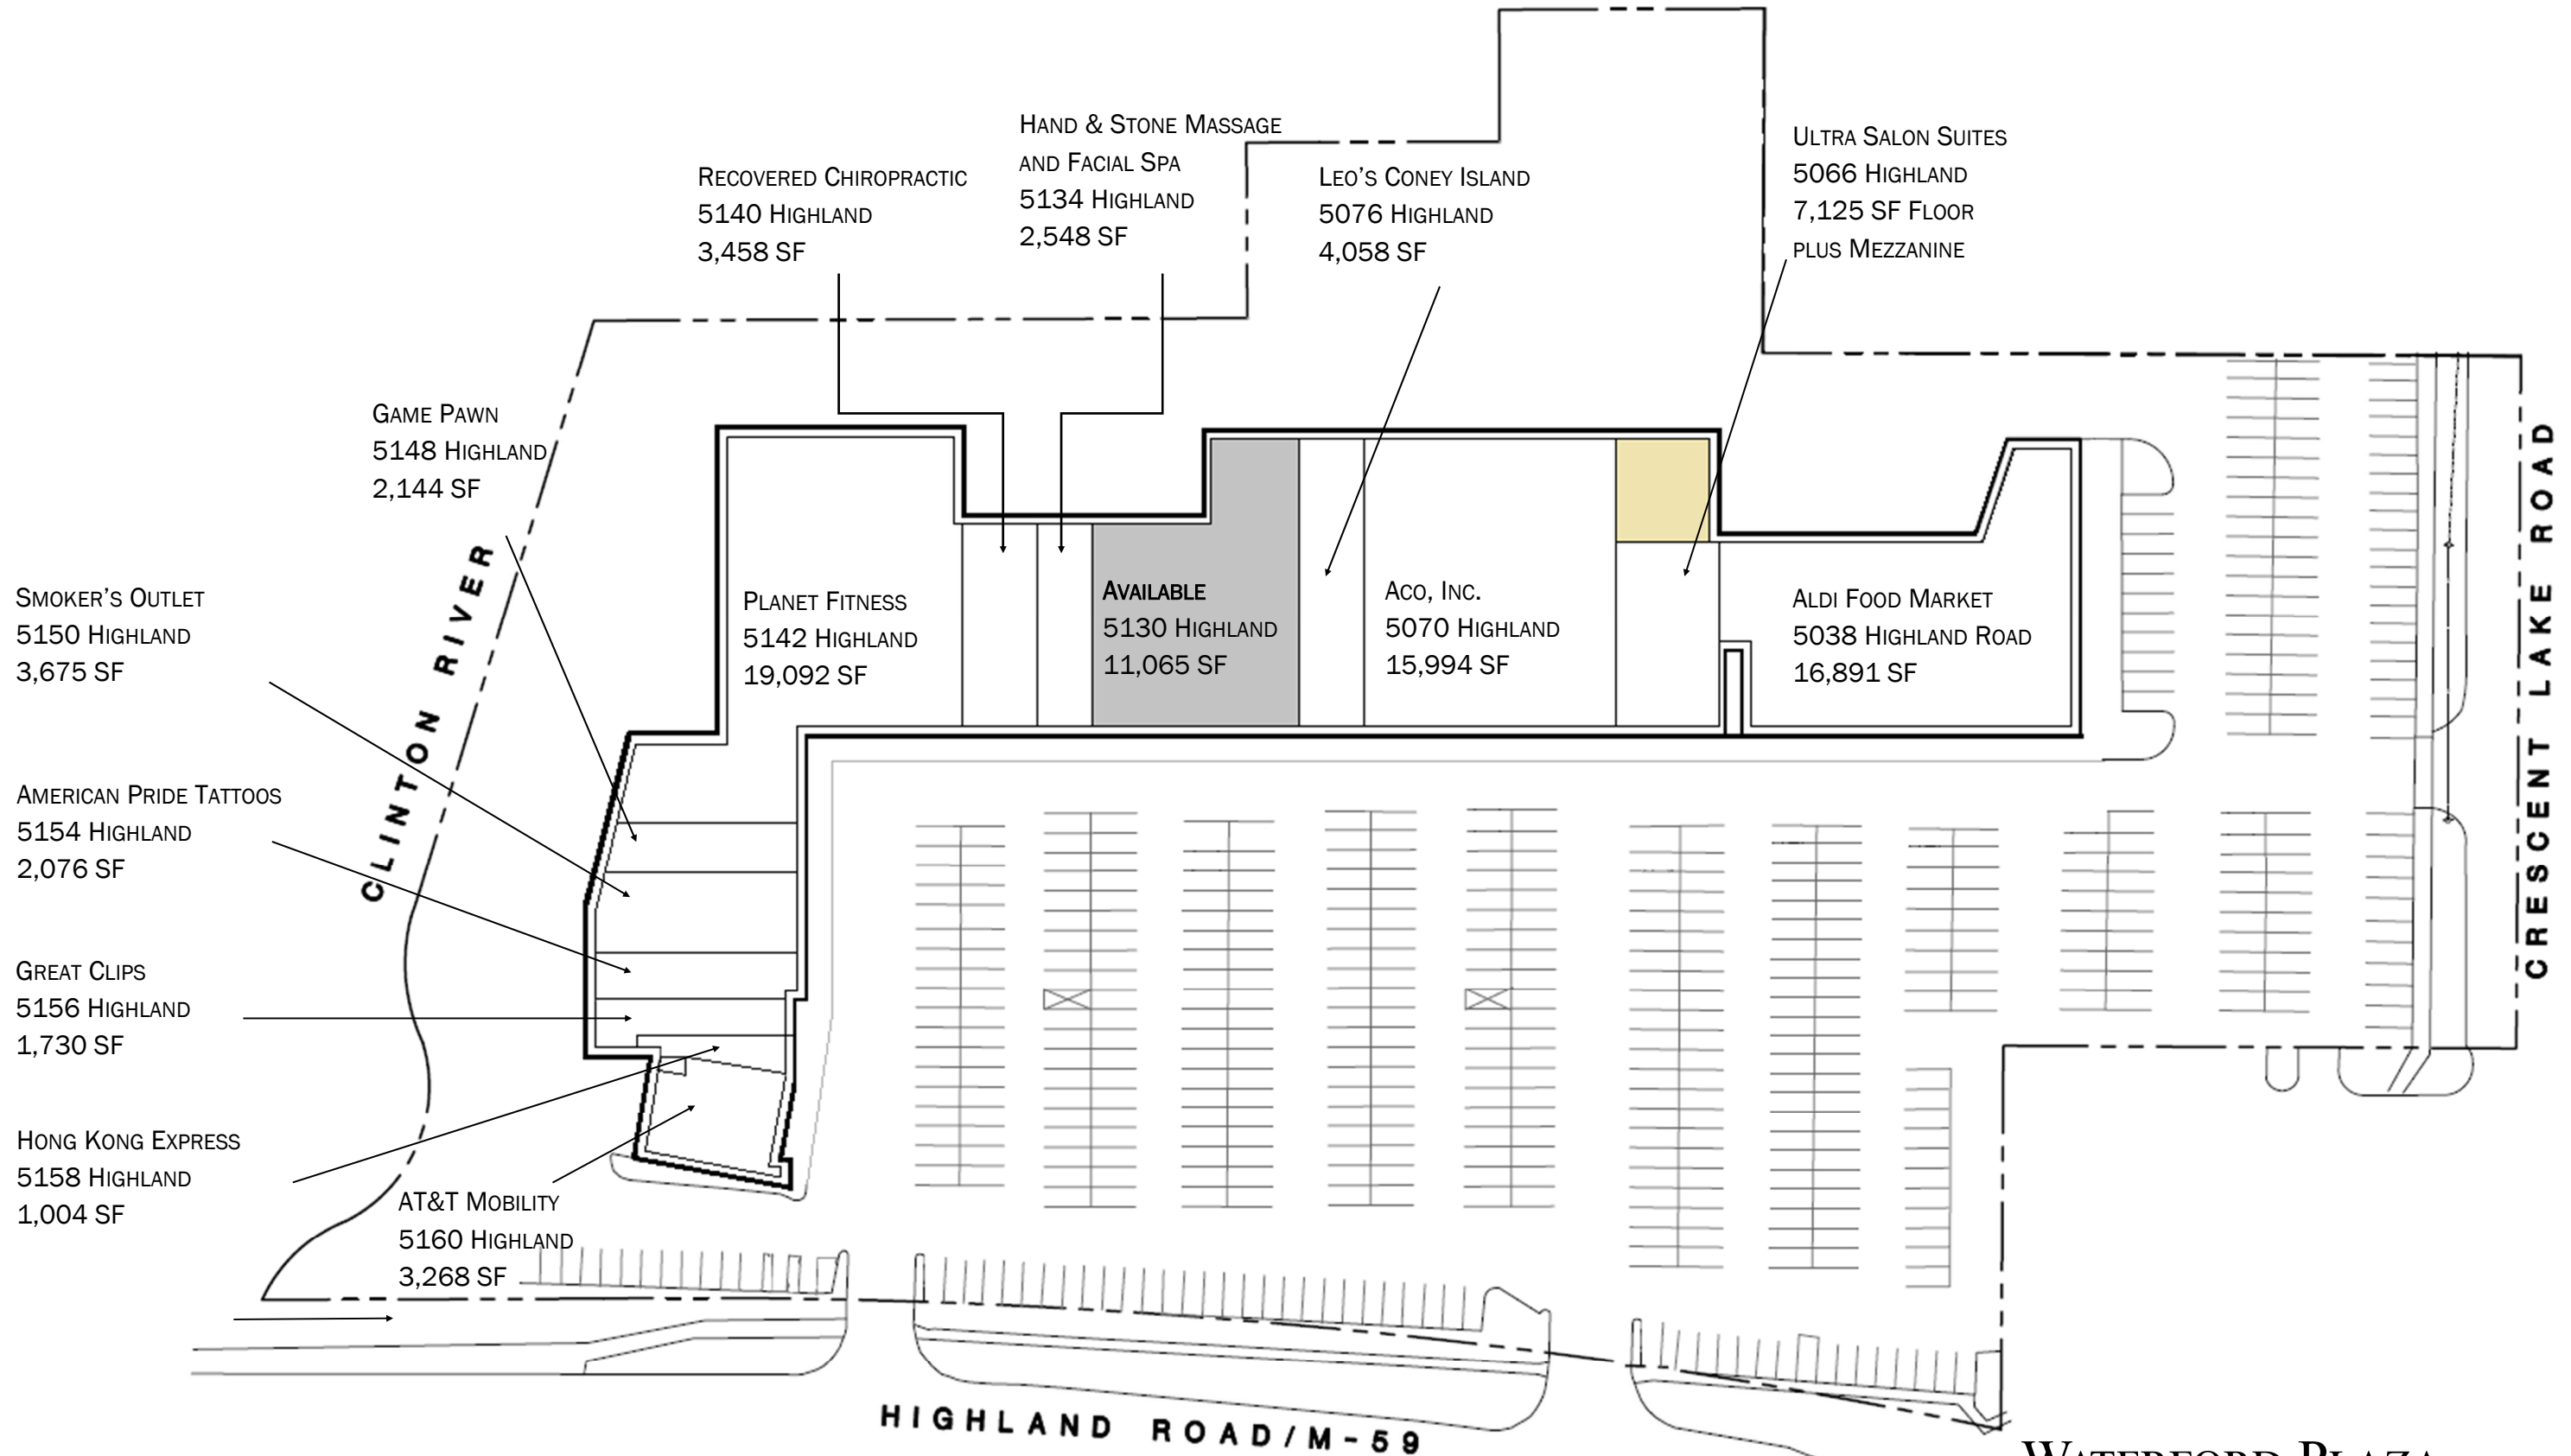 Hand & Stone Massage
and Facial Spa
5134 Highland
2,548 SF
Recovered Chiropractic
5140 Highland
3,458 SF
Leo's Coney Island
5076 Highland
4,058 SF
Ultra Salon Suites
5066 Highland
7,125 SF Floor
plus Mezzanine
Game Pawn
5148 Highland
2,144 SF
Smoker's Outlet
5150 Highland
3,675 SF
American Pride Tattoos
5154 Highland
2,076 SF
Great Clips
5156 Highland
1,730 SF
Hong Kong Express
5158 Highland
1,004 SF
AT&T Mobility
5160 Highland
3,268 SF
Planet Fitness
5142 Highland
19,092 SF
Available
5130 Highland
11,065 SF
Aco, Inc.
5070 Highland
15,994 SF
Aldi Food Market
5038 Highland Road
16,891 SF
CLINTON RIVER
CRESCENT LAKE ROAD
HIGHLAND ROAD/M-59
Waterford Plaza